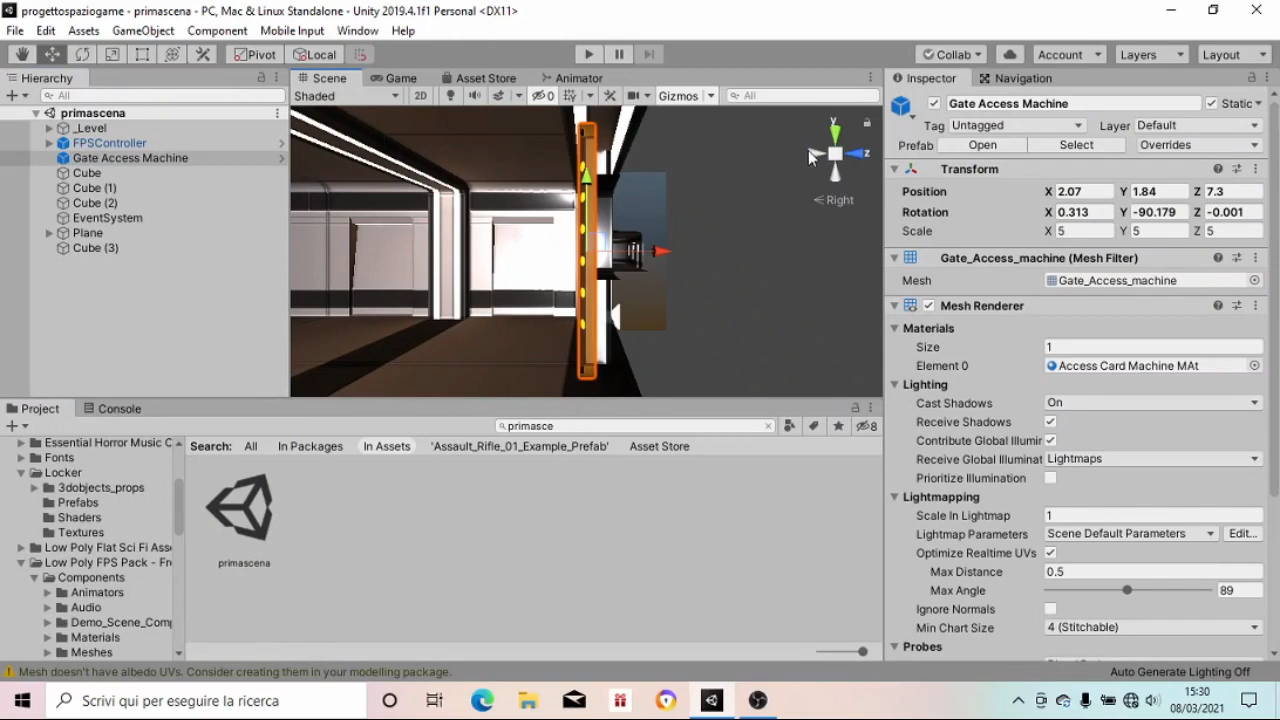 progettospaziogame - primascena - PC, Mac & Linux Standalone - Unity 2019.4.1f1 Personal <DX11>
File Edit Assets GameObject Component Mobile Input Window Help
Pivot Local Collab Account Layers Layout
Hierarchy
All
primascena
_Level
FPSController
Gate Access Machine
Cube
Cube (1)
Cube (2)
EventSystem
Plane
Cube (3)
Scene Game Asset Store Animator
Shaded 2D 0 Gizmos All
y
z
Right
Inspector Navigation
Gate Access Machine Static
Tag Untagged Layer Default
Prefab Open Select Overrides
Transform
Position X 2.07 Y 1.84 Z 7.3
Rotation X 0.313 Y -90.179 Z -0.001
Scale X 5 Y 5 Z 5
Gate_Access_machine (Mesh Filter)
Mesh Gate_Access_machine
Mesh Renderer
Materials
Size 1
Element 0 Access Card Machine MAt
Lighting
Cast Shadows On
Receive Shadows
Contribute Global Illumir
Receive Global Illuminat Lightmaps
Prioritize Illumination
Lightmapping
Scale In Lightmap 1
Lightmap Parameters Scene Default Parameters Edit...
Optimize Realtime UVs
Max Distance 0.5
Max Angle 89
Ignore Normals
Min Chart Size 4 (Stitchable)
Probes
Project Console
primasce 8
Essential Horror Music C
Fonts
Locker
3dobjects_props
Prefabs
Shaders
Textures
Low Poly Flat Sci Fi Asse
Low Poly FPS Pack - Fre
Components
Animators
Audio
Demo_Scene_Comp
Materials
Meshes
Search: All In Packages In Assets 'Assault_Rifle_01_Example_Prefab' Asset Store
primascena
Mesh doesn't have albedo UVs. Consider creating them in your modelling package.
Auto Generate Lighting Off
Scrivi qui per eseguire la ricerca
15:30
08/03/2021